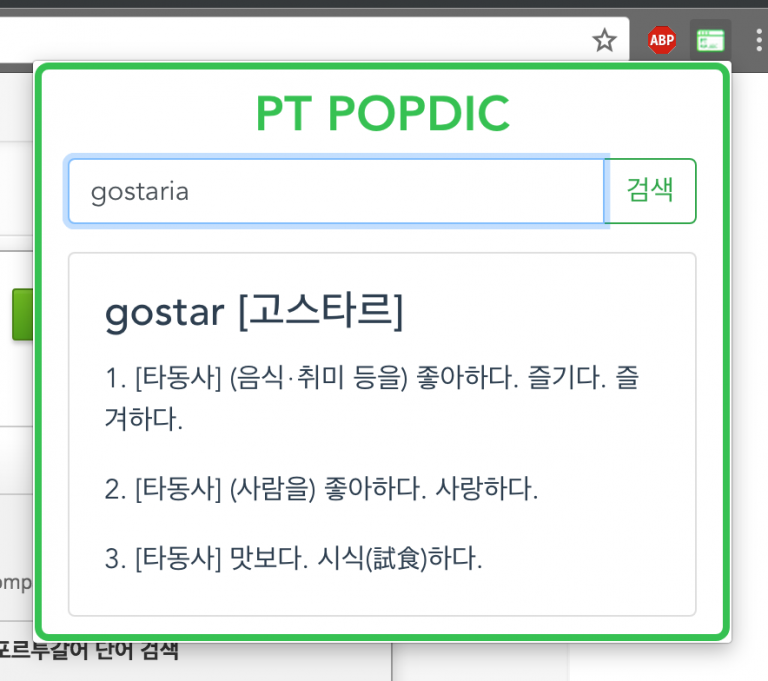 ABP
PT POPDIC
gostaria
검색
gostar [고스타르]
1. [타동사] (음식·취미 등을) 좋아하다. 즐기다. 즐
겨하다.
2. [타동사] (사람을) 좋아하다. 사랑하다.
3. [타동사] 맛보다. 시식(試食)하다.
omp
포르투갈어 단어 검색